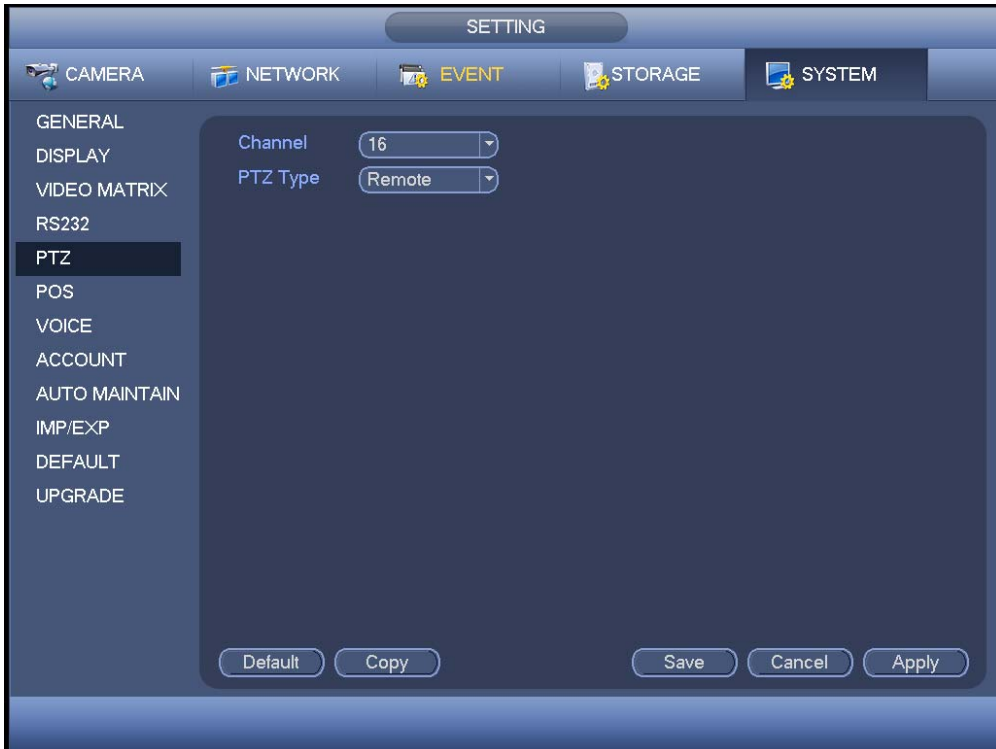 SETTING
CAMERA NETWORK EVENT STORAGE SYSTEM
GENERAL
DISPLAY
VIDEO MATRIX
RS232
PTZ
POS
VOICE
ACCOUNT
AUTO MAINTAIN
IMP/EXP
DEFAULT
UPGRADE
Channel 16
PTZ Type Remote
Default Copy Save Cancel Apply